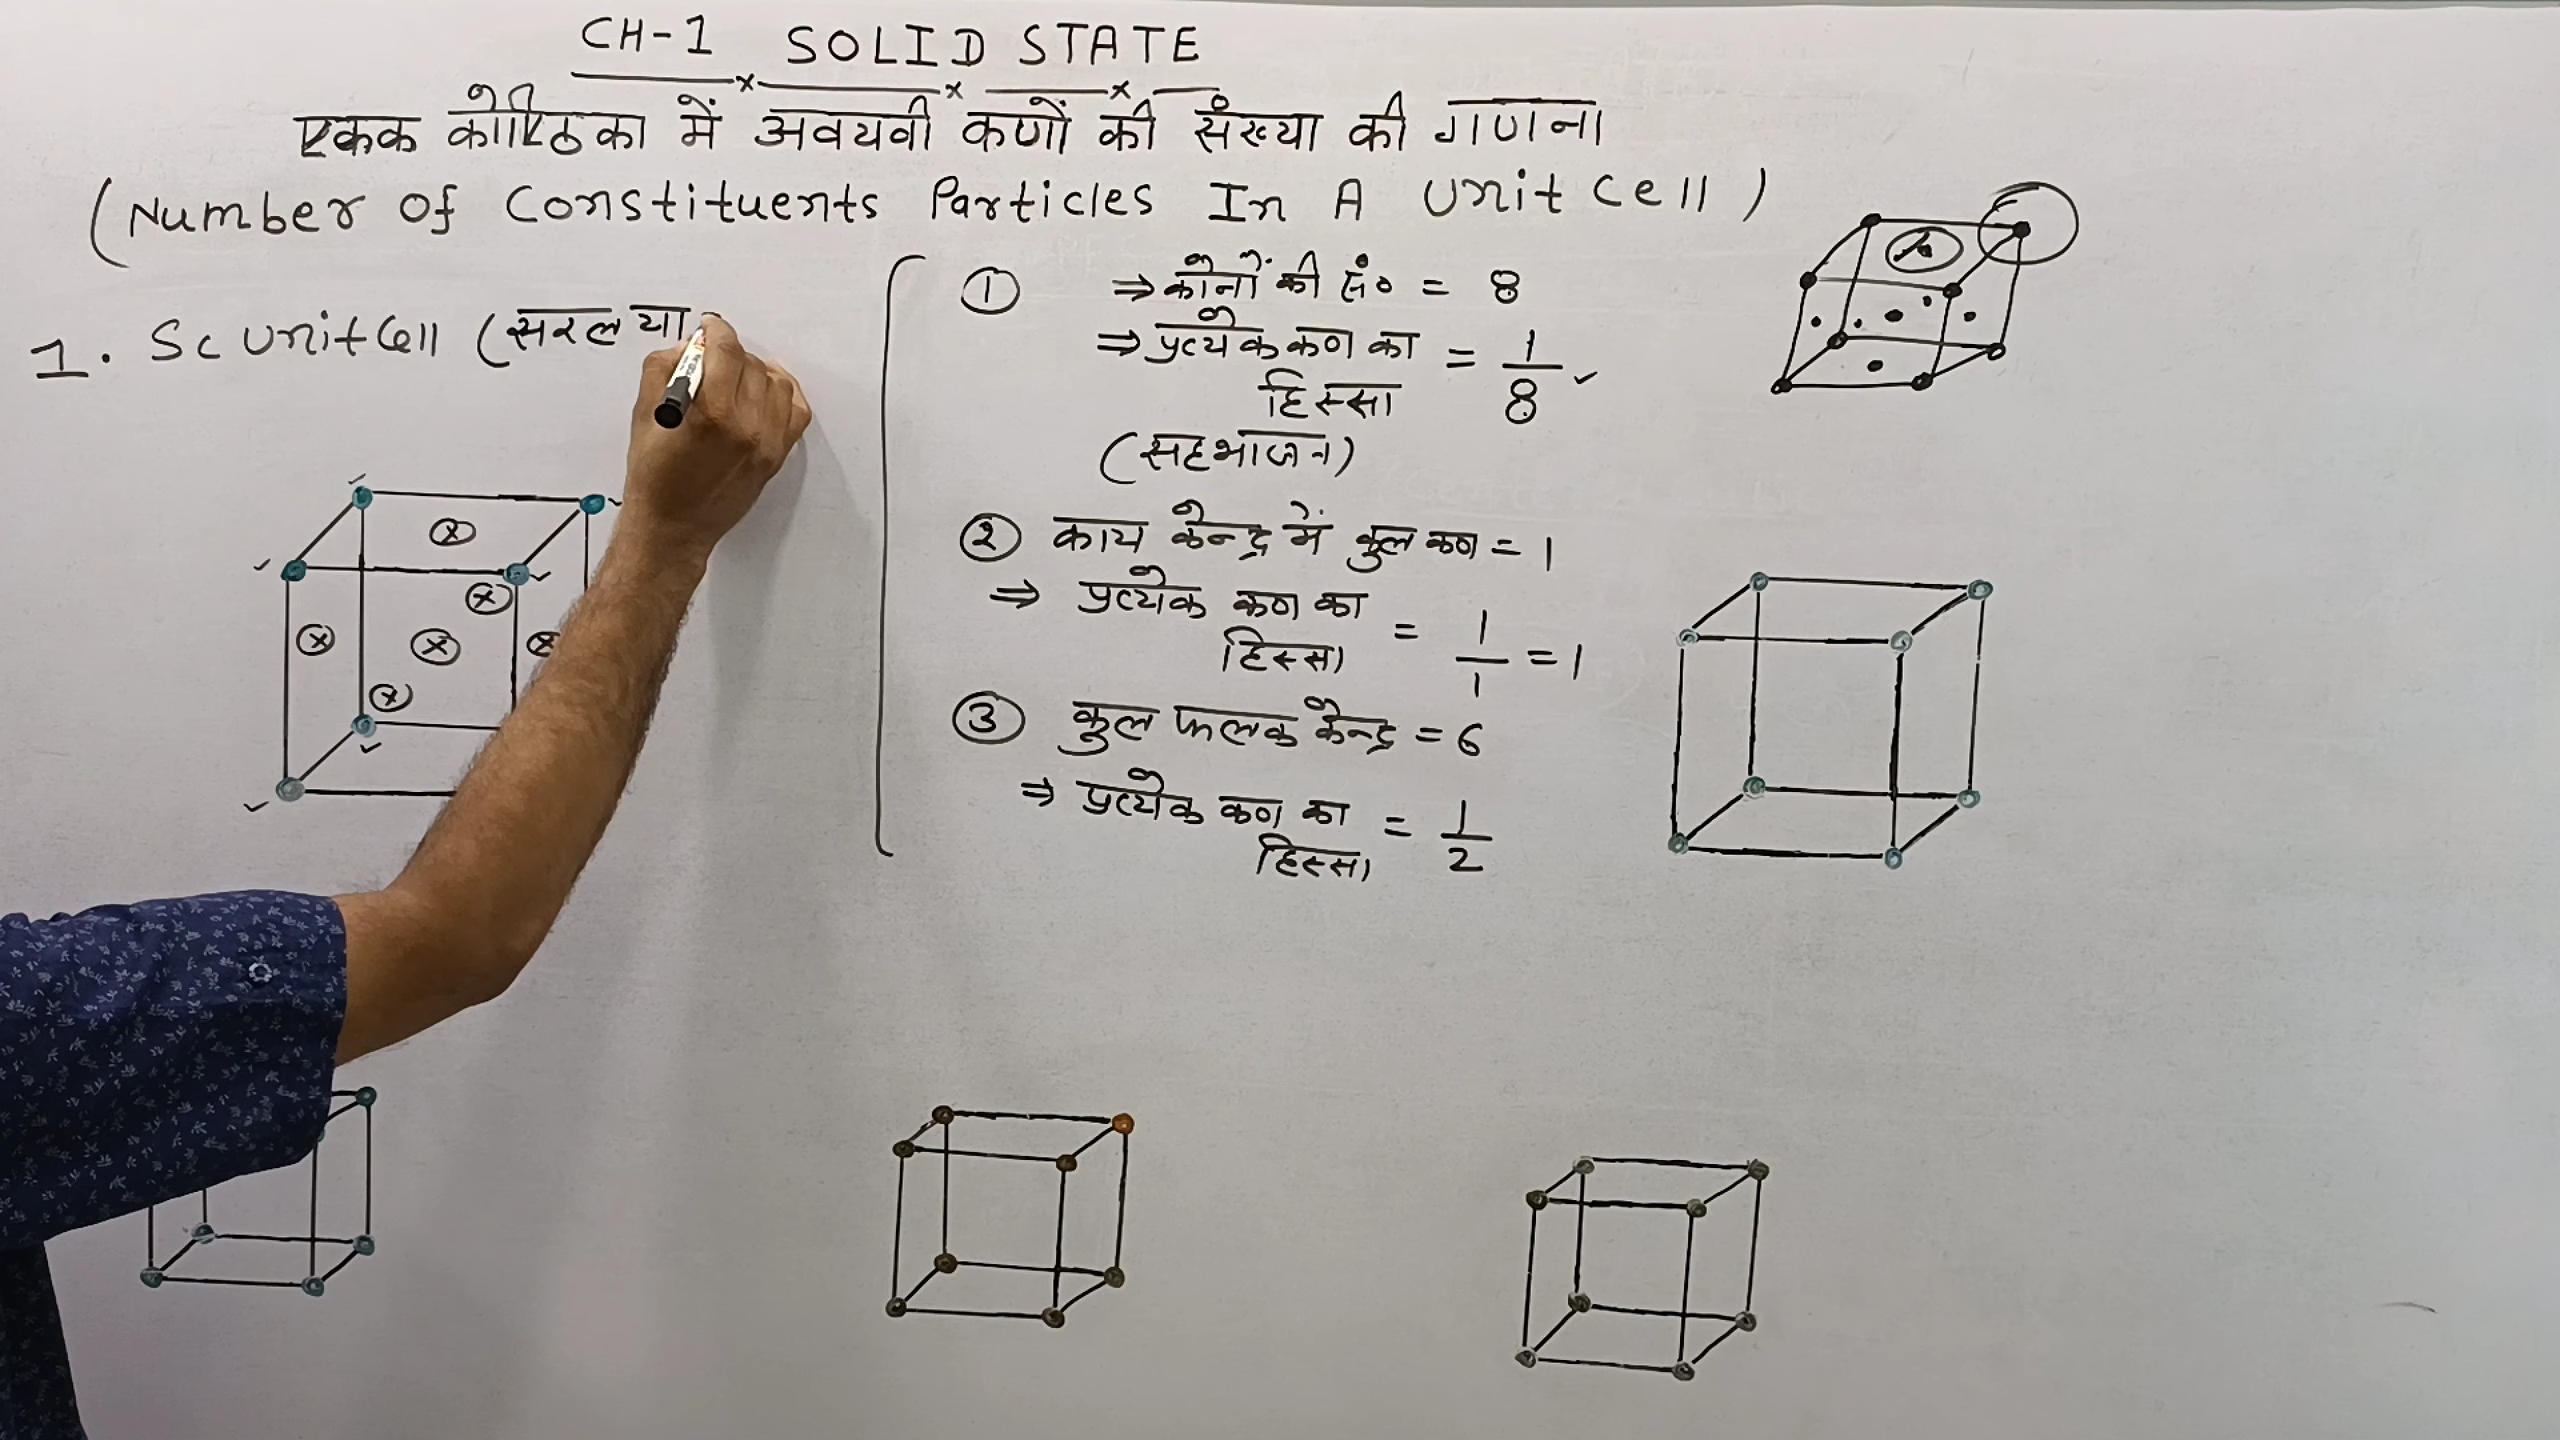 CH-1 SOLID STATE
एकक कोष्ठिका में अवयवी कणों की संख्या की गणना
(Number Of Constituents Particles In A Unit Cell)
1. Sc Unit Cell (सरल या
① ⇒ कोनों की सं० = 8
⇒ प्रत्येक कण का हिस्सा = 1/8 ✓
(सहभाजन)
② काय केन्द्र में कुल कण = 1
⇒ प्रत्येक कण का हिस्सा = 1/1 = 1
③ कुल फलक केन्द्र = 6
⇒ प्रत्येक कण का हिस्सा = 1/2